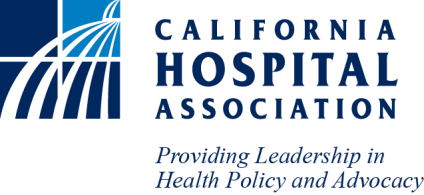 CALIFORNIA
HOSPITAL
ASSOCIATION
Providing Leadership in
Health Policy and Advocacy